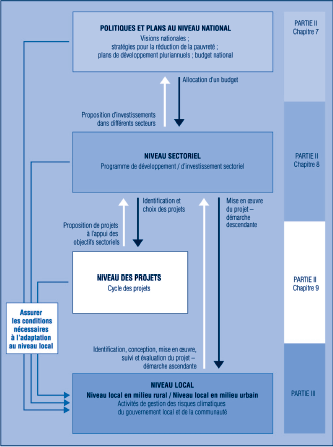 POLITIQUES ET PLANS AU NIVEAU NATIONAL
Visions nationales ;
stratégies pour la réduction de la pauvreté ;
plans de développement pluriannuels ; budget national
PARTIE II
Chapitre 7
Allocation d'un budget
Proposition d'investissements
dans différents secteurs
NIVEAU SECTORIEL
Programme de développement / d'investissement sectoriel
PARTIE II
Chapitre 8
Identification et
choix des projets
Mise en œuvre
du projet –
démarche
descendante
Proposition de projets
à l'appui des
objectifs sectoriels
NIVEAU DES PROJETS
Cycle des projets
PARTIE II
Chapitre 9
Assurer
les conditions
nécessaires
à l'adaptation
au niveau local
Identification, conception, mise en œuvre,
suivi et évaluation du projet –
démarche ascendante
NIVEAU LOCAL
Niveau local en milieu rural / Niveau local en milieu urbain
Activités de gestion des risques climatiques
du gouvernement local et de la communauté
PARTIE III